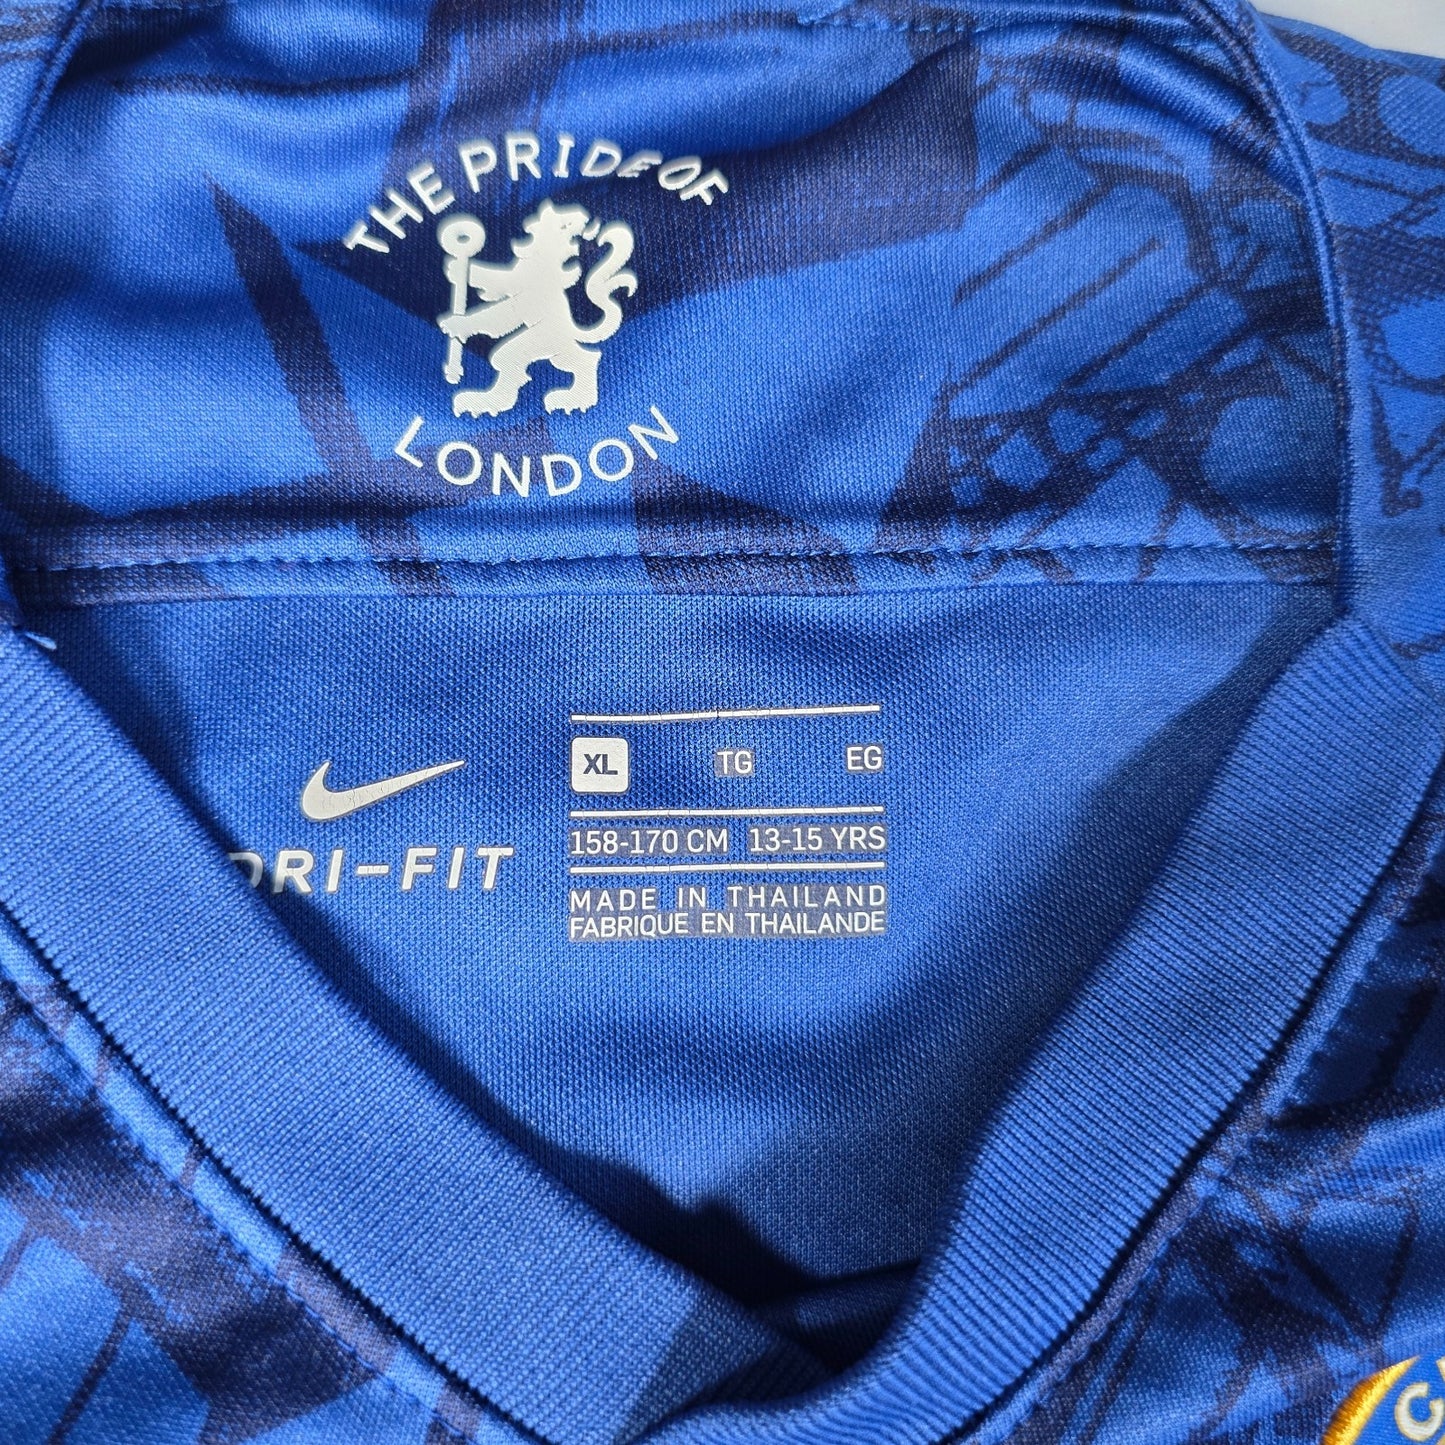 THE PRIDE OF
LONDON
XL TG EG
DRI-FIT
158-170 CM 13-15 YRS
MADE IN THAILAND
FABRIQUE EN THAILANDE